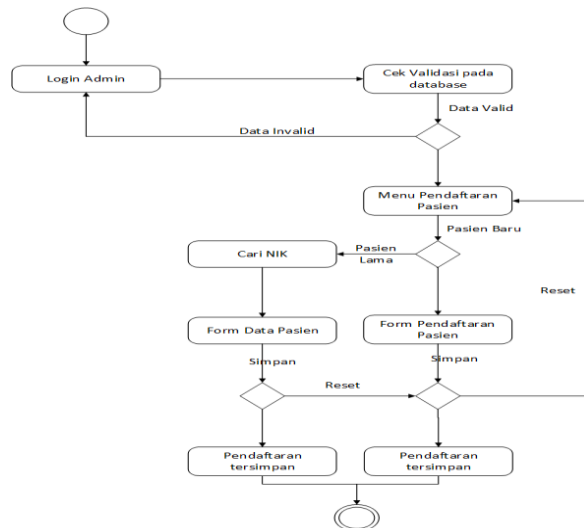 Login Admin
Cek Validasi pada
database
Data Valid
Data Invalid
Menu Pendaftaran
Pasien
Pasien Baru
Pasien
Lama
Cari NIK
Reset
Form Data Pasien
Form Pendaftaran
Pasien
Simpan
Simpan
Reset
Pendaftaran
tersimpan
Pendaftaran
tersimpan